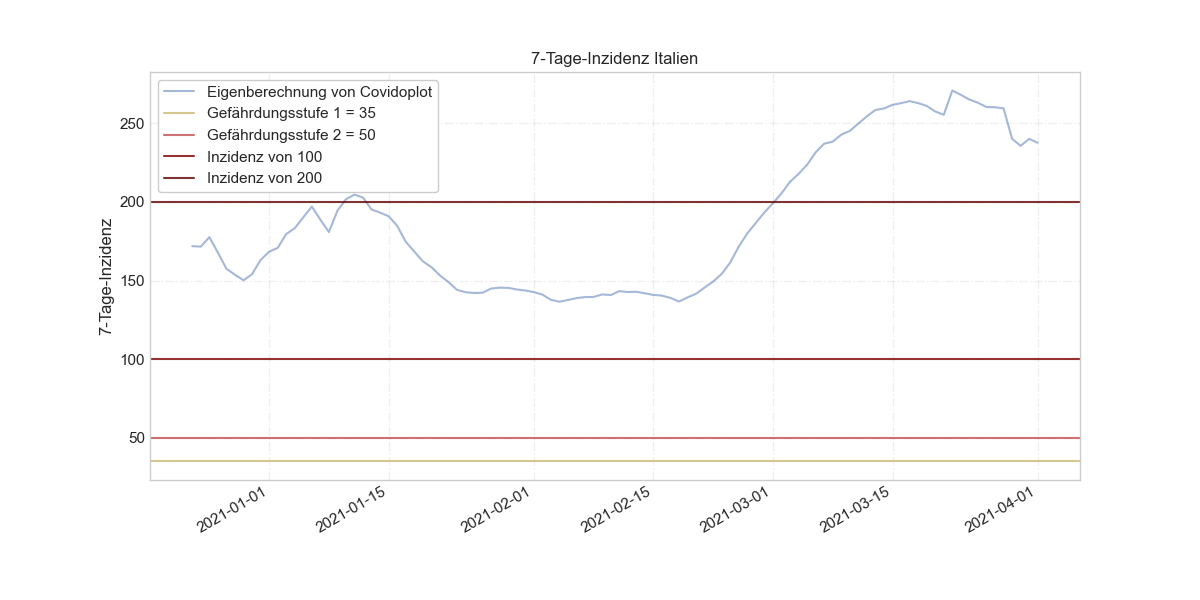 7-Tage-Inzidenz Italien
Eigenberechnung von Covidoplot
Gefährdungsstufe 1 = 35
Gefährdungsstufe 2 = 50
Inzidenz von 100
Inzidenz von 200
7-Tage-Inzidenz
250
200
150
100
50
2021-01-01
2021-01-15
2021-02-01
2021-02-15
2021-03-01
2021-03-15
2021-04-01